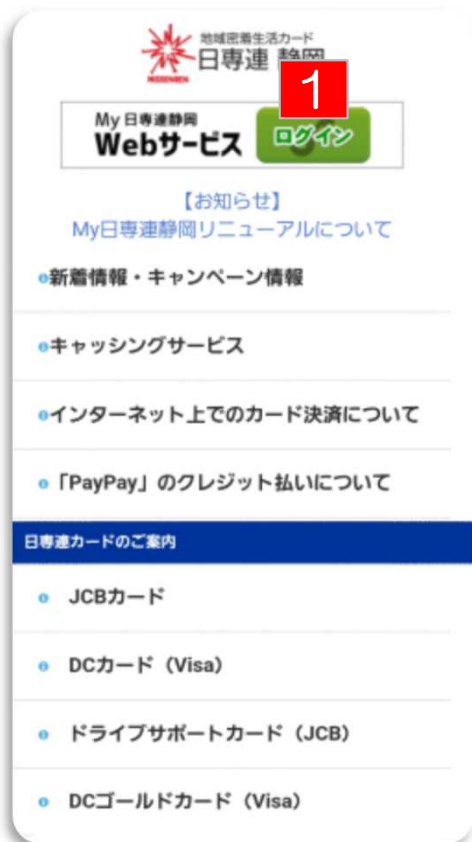 地域密着生活カード
日専連 静岡
NISSENREN
1
My 日専連静岡
Webサービス
ログイン
【お知らせ】
My日専連静岡リニューアルについて
新着情報・キャンペーン情報
キャッシングサービス
インターネット上でのカード決済について
「PayPay」のクレジット払いについて
日専連カードのご案内
JCBカード
DCカード（Visa）
ドライブサポートカード（JCB）
DCゴールドカード（Visa）